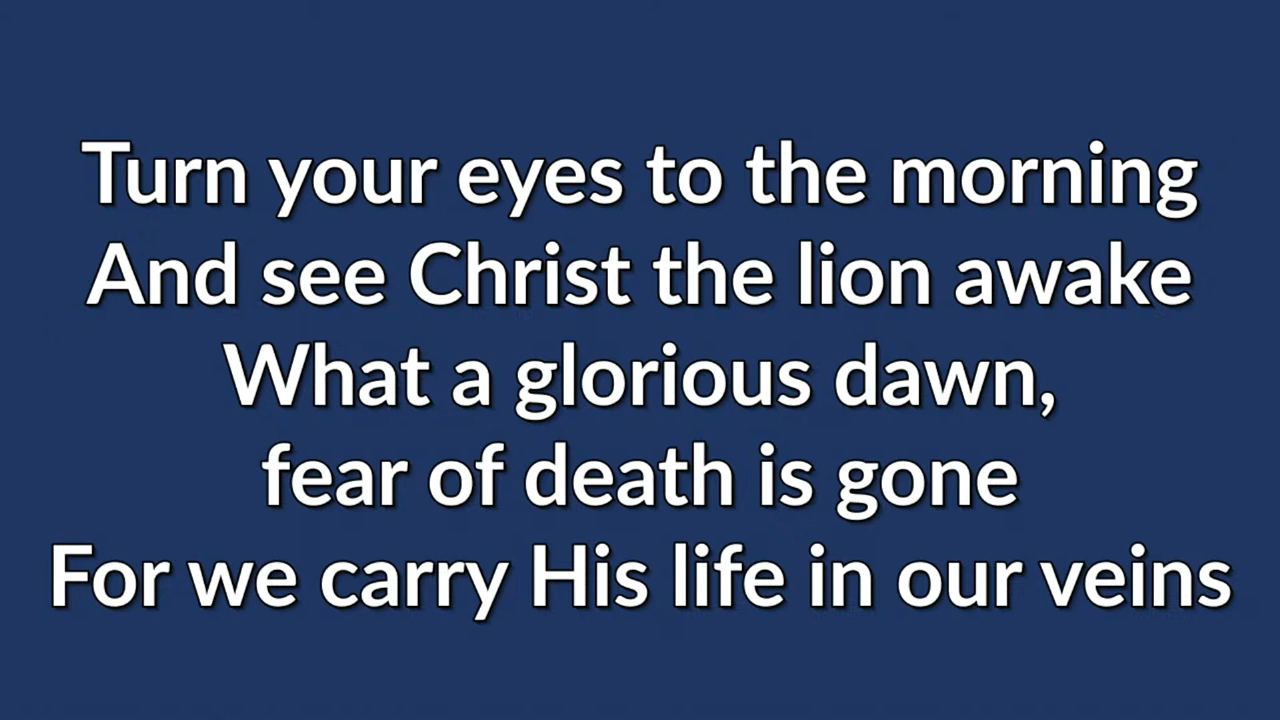 Turn your eyes to the morning
And see Christ the lion awake
What a glorious dawn,
fear of death is gone
For we carry His life in our veins